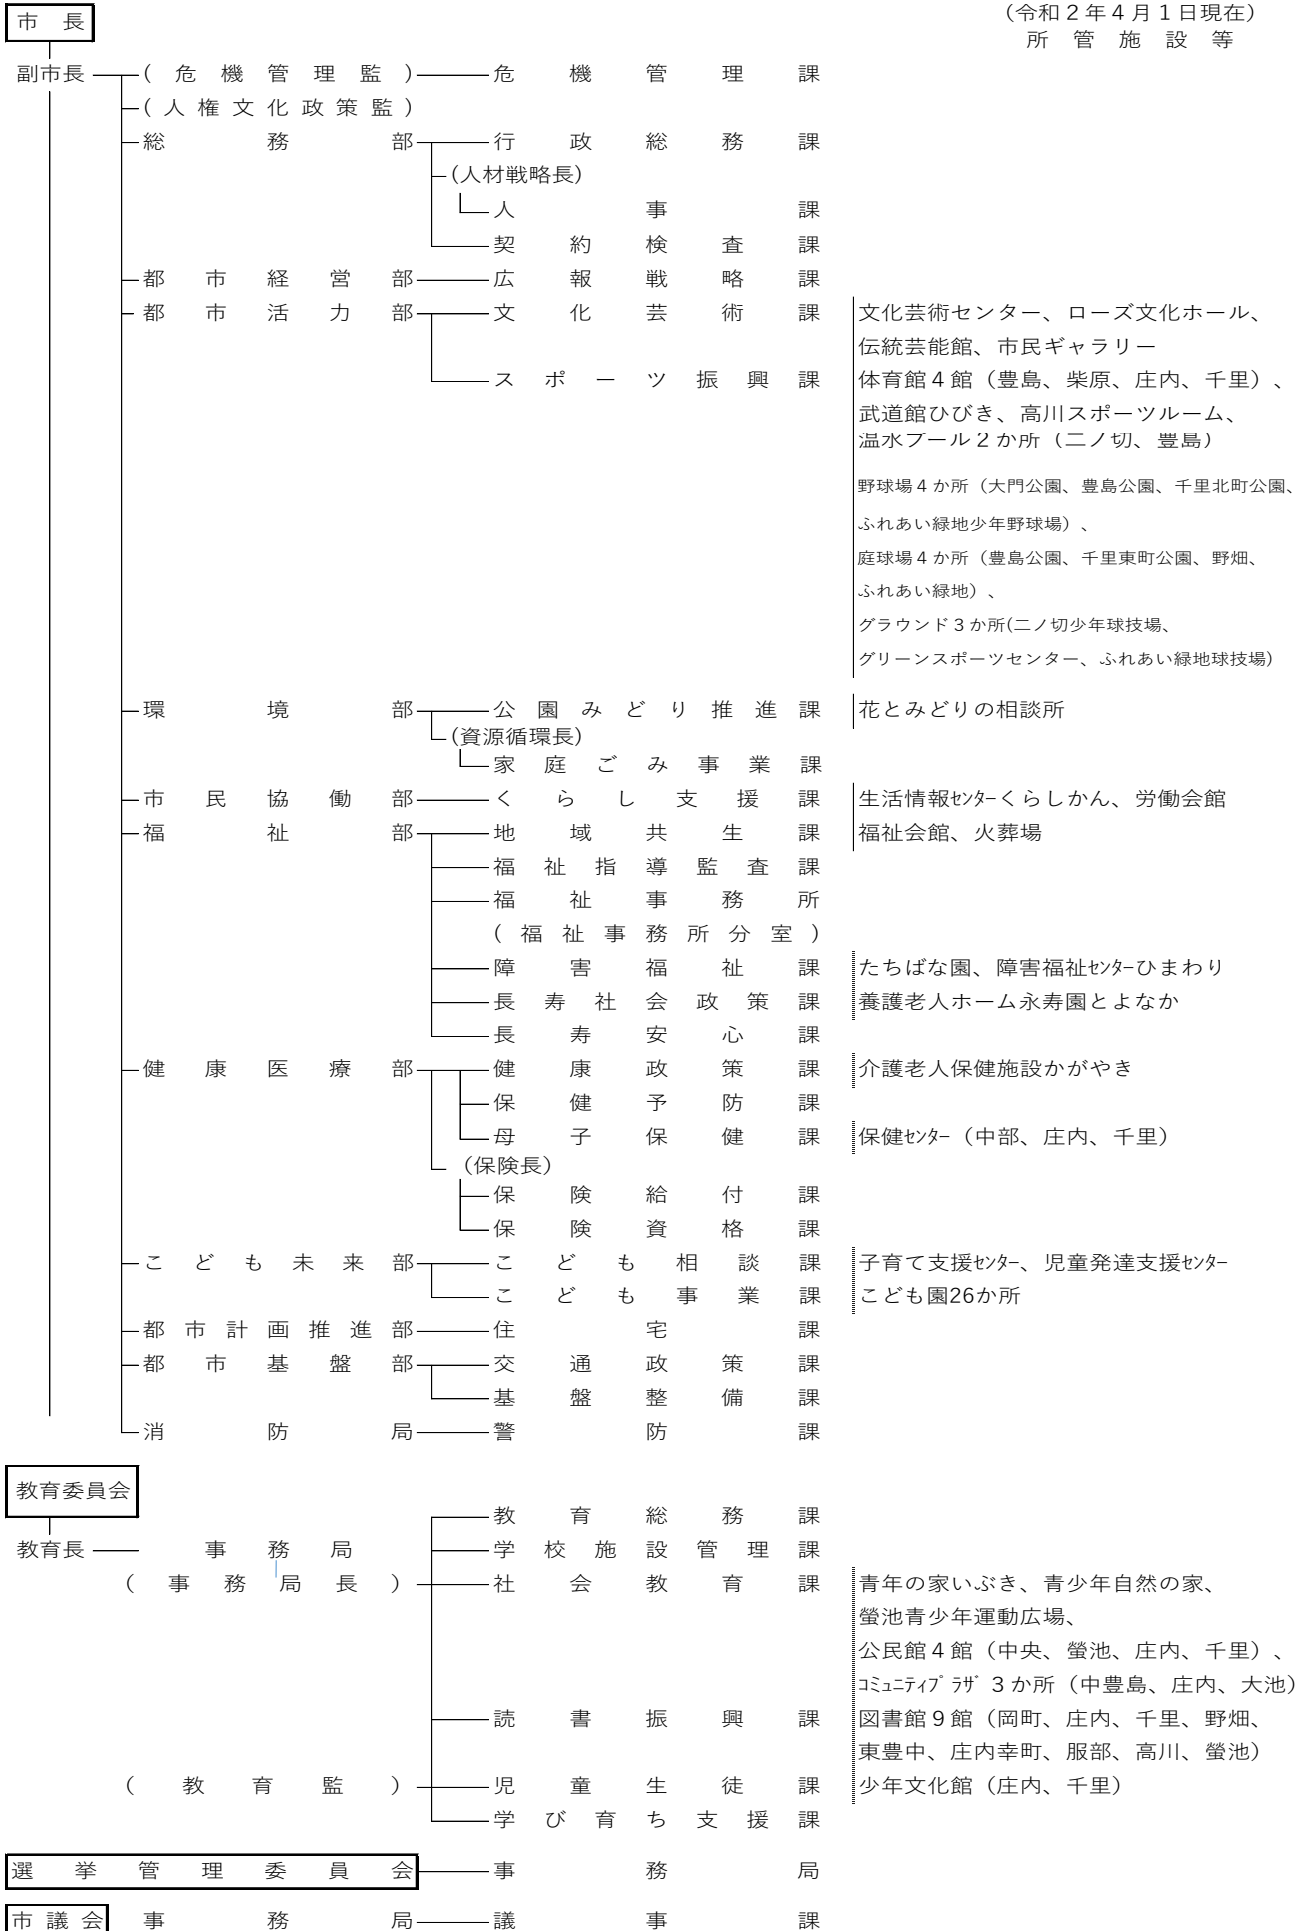 (令和２年４月１日現在)
市長
所管施設等
副市長 (危機管理監) 危機管理課
(人権文化政策監)
総務部 行政総務課
(人材戦略長)
人事課
契約検査課
都市経営部 広報戦略課
都市活力部 文化芸術課 文化芸術センター、ローズ文化ホール、
伝統芸能館、市民ギャラリー
スポーツ振興課 体育館４館（豊島、柴原、庄内、千里）、
武道館ひびき、高川スポーツルーム、
温水プール２か所（二ノ切、豊島）
野球場４か所（大門公園、豊島公園、千里北町公園、
ふれあい緑地少年野球場）、
庭球場４か所（豊島公園、千里東町公園、野畑、
ふれあい緑地）、
グラウンド３か所(二ノ切少年球技場、
グリーンスポーツセンター、ふれあい緑地球技場)
環境部 公園みどり推進課 花とみどりの相談所
(資源循環長)
家庭ごみ事業課
市民協働部 くらし支援課 生活情報ｾﾝﾀｰくらしかん、労働会館
福祉部 地域共生課 福祉会館、火葬場
福祉指導監査課
福祉事務所
(福祉事務所分室)
障害福祉課 たちばな園、障害福祉ｾﾝﾀｰひまわり
長寿社会政策課 養護老人ホーム永寿園とよなか
長寿安心課
健康医療部 健康政策課 介護老人保健施設かがやき
保健予防課
母子保健課 保健ｾﾝﾀｰ（中部、庄内、千里）
(保険長)
保険給付課
保険資格課
こども未来部 こども相談課 子育て支援ｾﾝﾀｰ、児童発達支援ｾﾝﾀｰ
こども事業課 こども園26か所
都市計画推進部 住宅課
都市基盤部 交通政策課
基盤整備課
消防局 警防課
教育委員会
教育総務課
教育長 事務局 学校施設管理課
(事務局長) 社会教育課 青年の家いぶき、青少年自然の家、
螢池青少年運動広場、
公民館４館（中央、螢池、庄内、千里）、
ｺﾐｭﾆﾃｨﾌﾟﾗｻﾞ３か所（中豊島、庄内、大池）
読書振興課 図書館９館（岡町、庄内、千里、野畑、
東豊中、庄内幸町、服部、高川、螢池）
(教育監) 児童生徒課 少年文化館（庄内、千里）
学び育ち支援課
選挙管理委員会 事務局
市議会 事務局 議事課